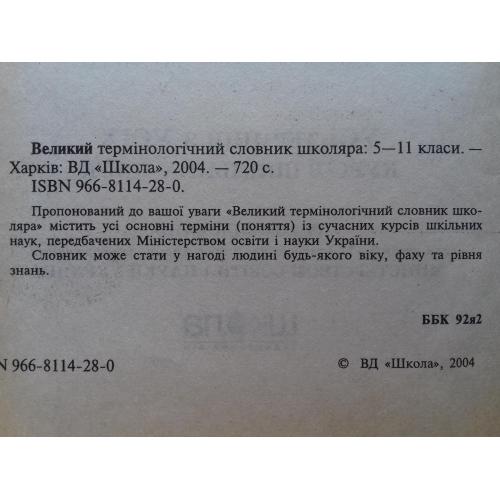 Великий термінологічний словник школяра: 5—11 класи. —
Харків: ВД «Школа», 2004. — 720 с.
ISBN 966-8114-28-0.
Пропонований до вашої уваги «Великий термінологічний словник шко-
ляра» містить усі основні терміни (поняття) із сучасних курсів шкільних
наук, передбачених Міністерством освіти і науки України.
Словник може стати у нагоді людині будь-якого віку, фаху та рівня
знань.
ББК 92я2
N 966-8114-28-0
© ВД «Школа», 2004